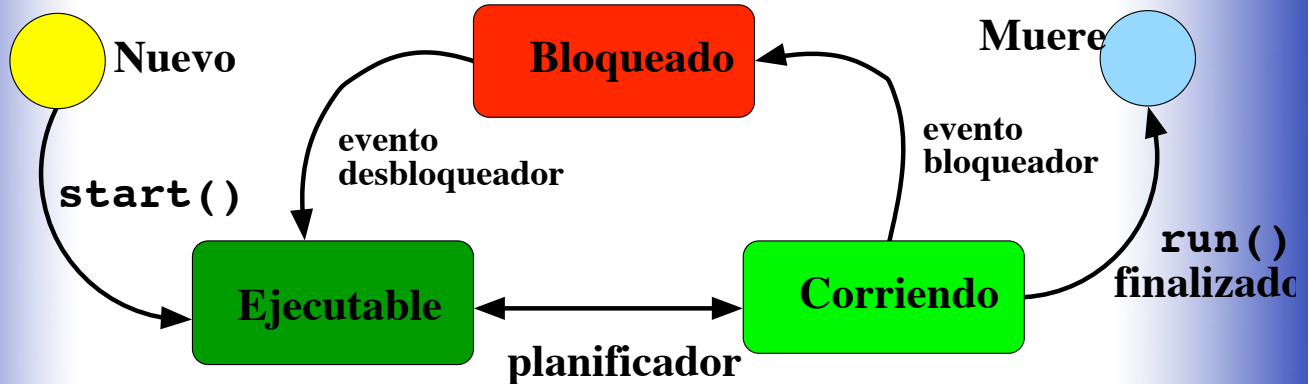 Nuevo
Bloqueado
Muere
evento
desbloqueador
evento
bloqueador
start()
run()
finalizado
Ejecutable
Corriendo
planificador